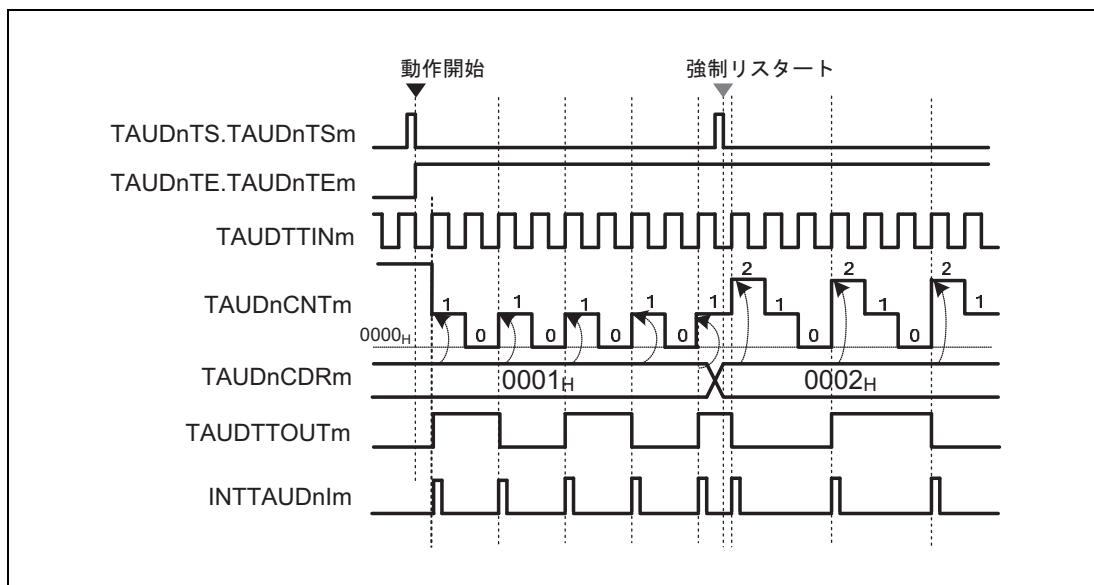 動作開始 強制リスタート
TAUDnTS.TAUDnTSm
TAUDnTE.TAUDnTEm
TAUDTTINm
2 2 2
TAUDnCNTm 1 1 1 1 1 1 1 1
0000H 0 0 0 0 0 0
TAUDnCDRm 0001H 0002H
TAUDTTOUTm
INTTAUDnIm